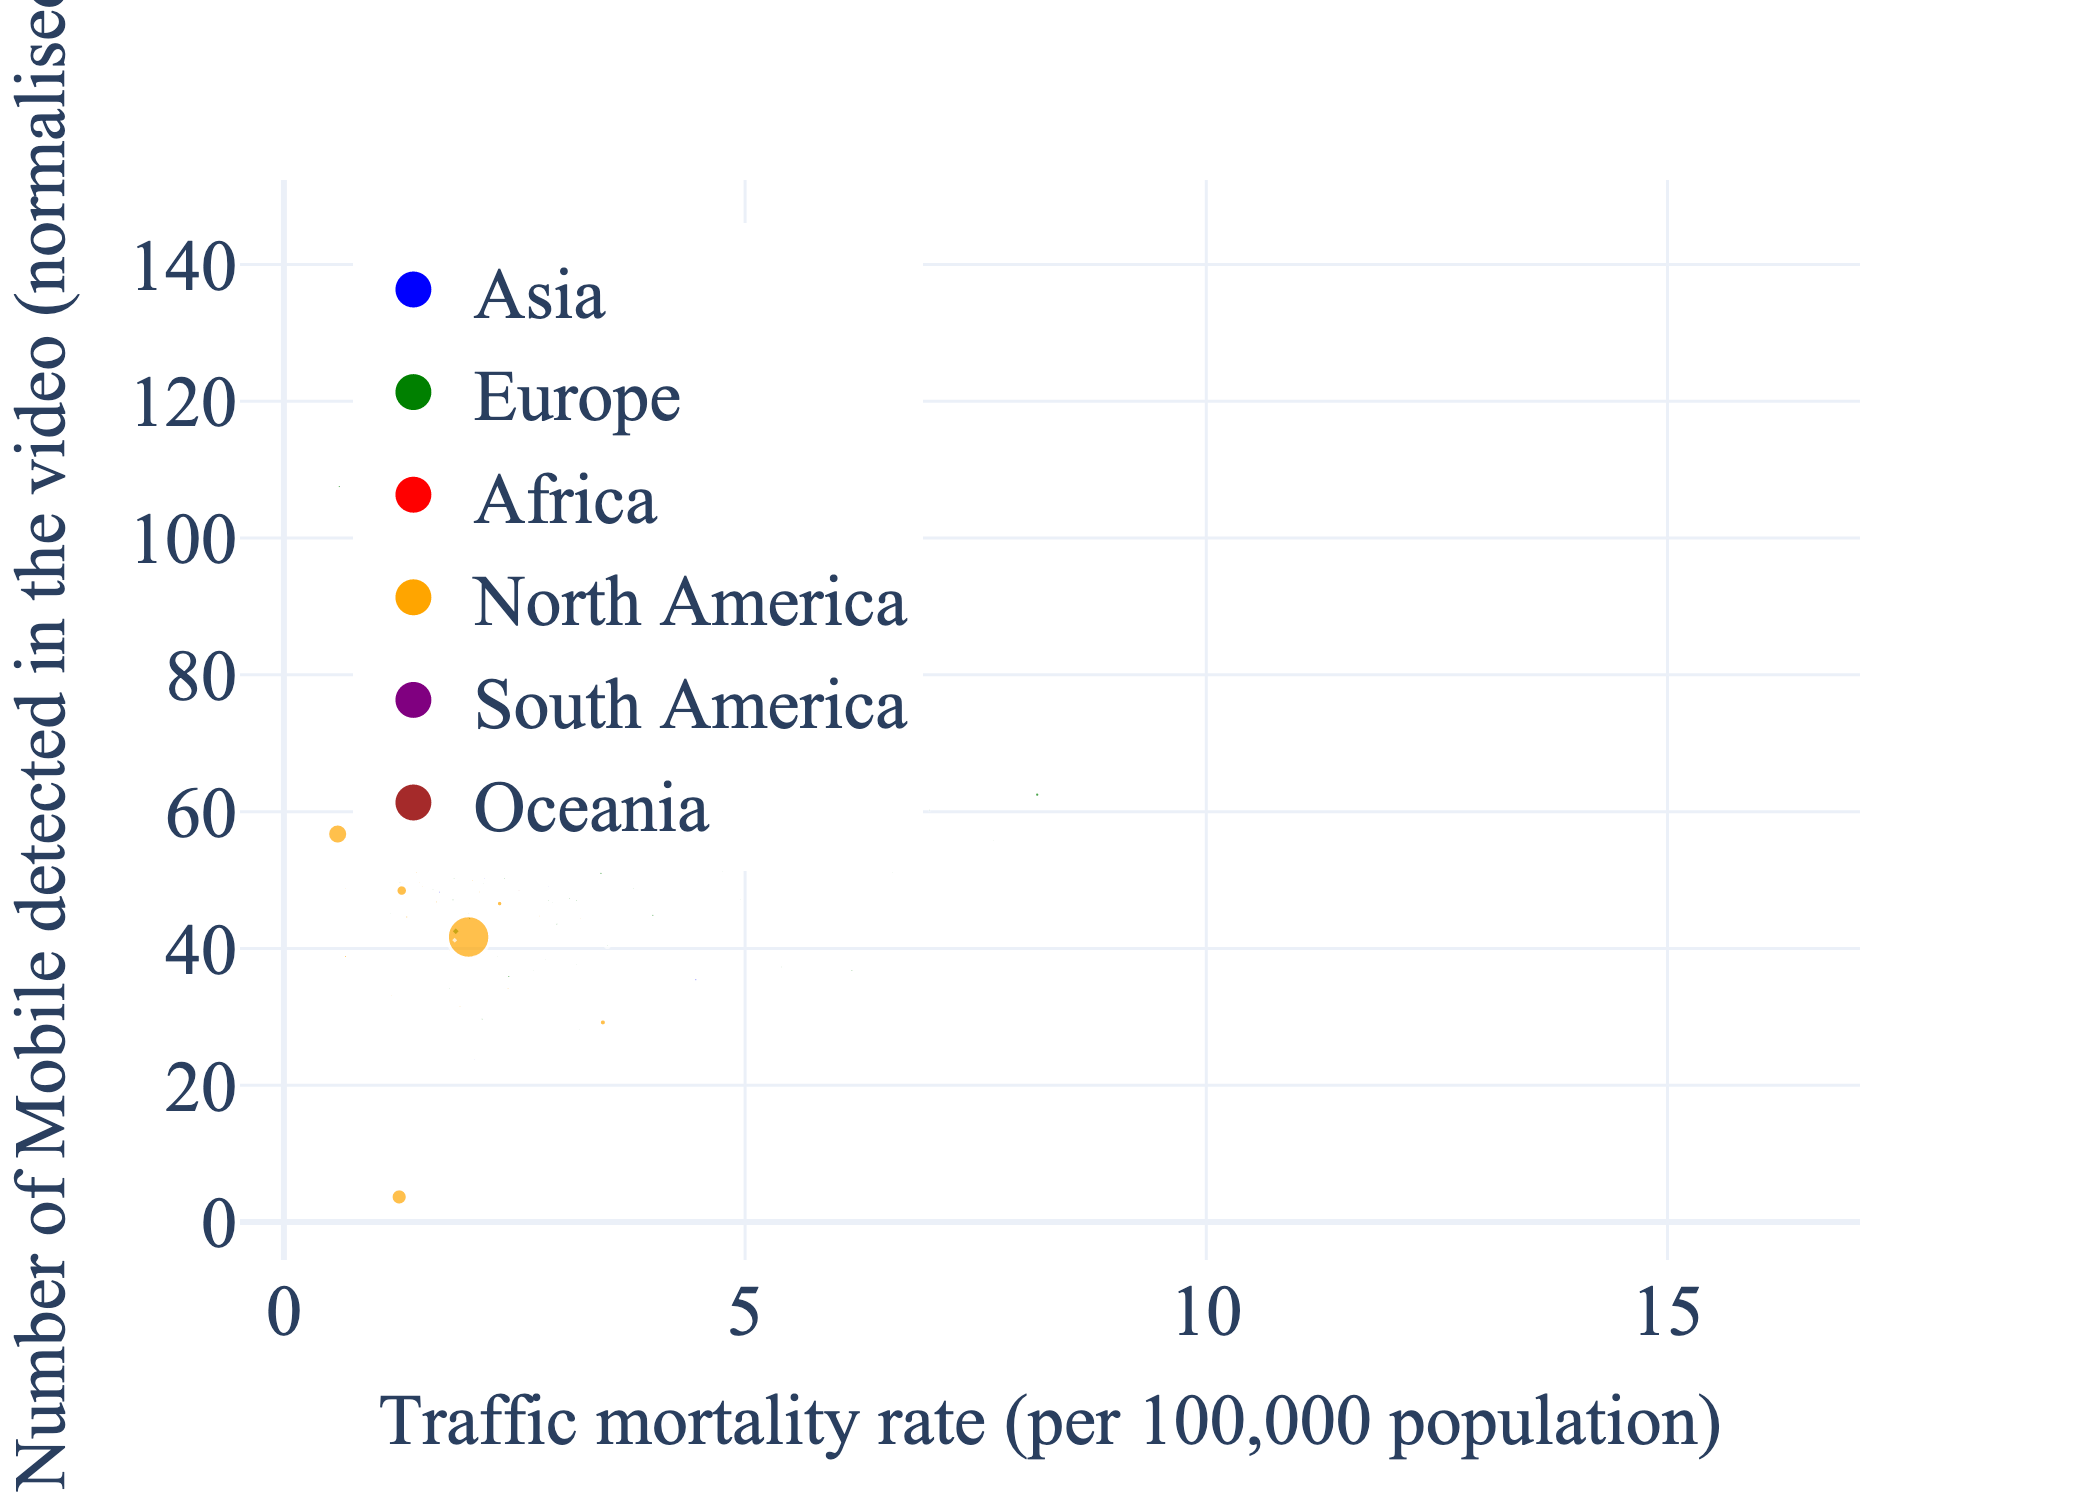 Number of Mobile detected in the video (normalised
140
120
100
80
60
40
20
0
Asia
Europe
Africa
North America
South America
Oceania
0 5 10 15
Traffic mortality rate (per 100,000 population)